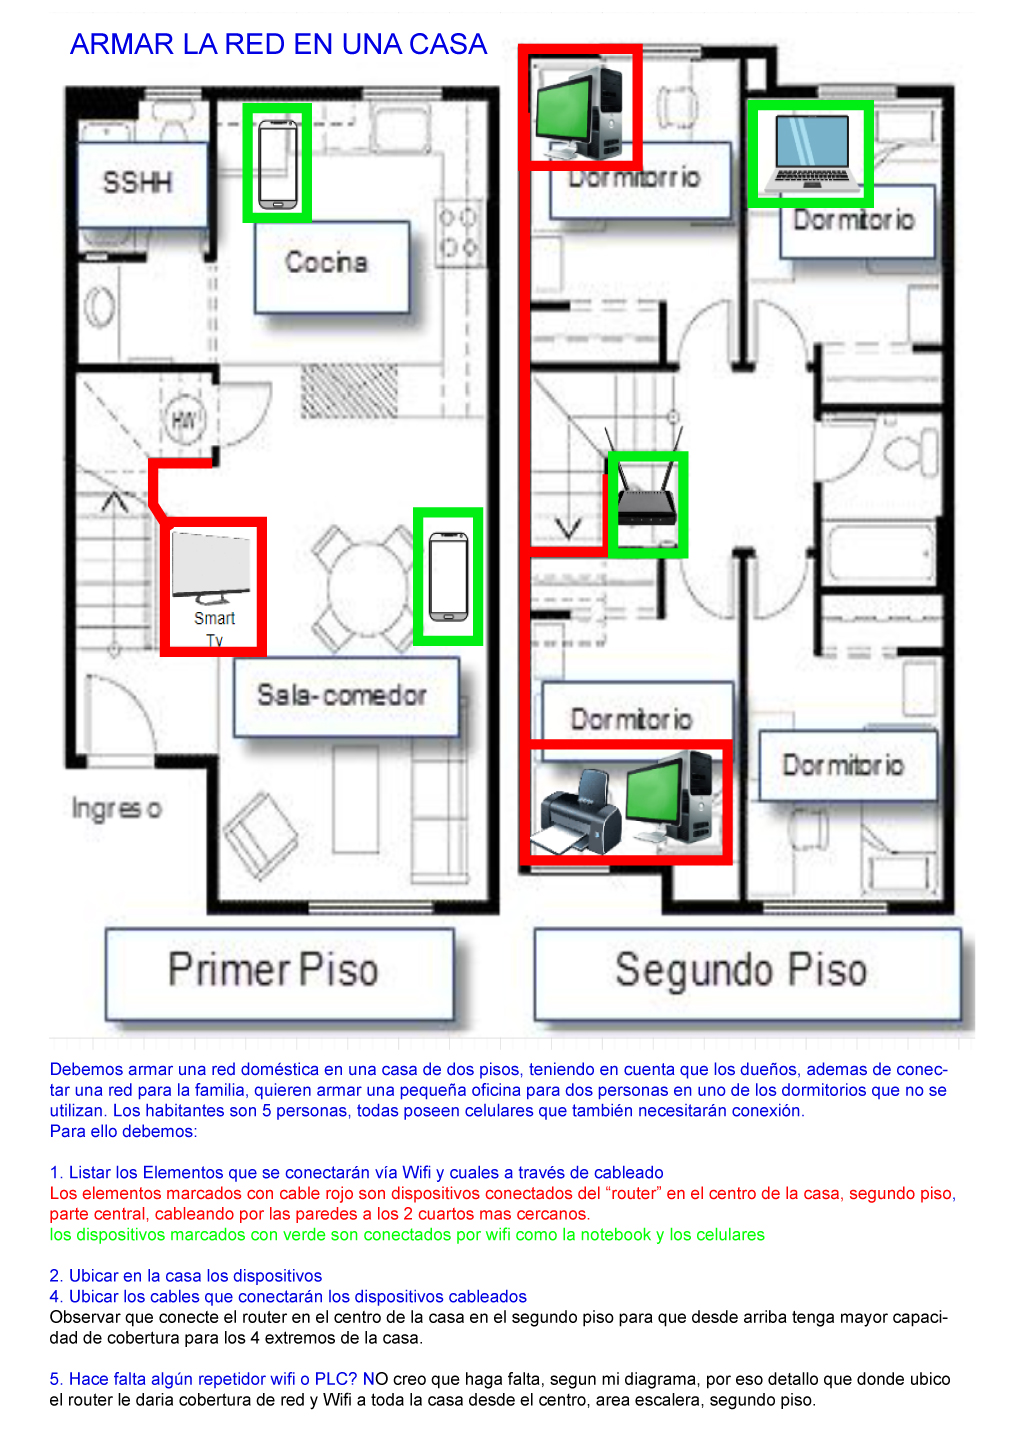 ARMAR LA RED EN UNA CASA
SSHH
Cocina
HW
Smart
Tv
Sala-comedor
Ingreso
Primer Piso
Dormitorrio
Dormitorio
Dormitorio
Dormitorio
Segundo Piso
Debemos armar una red doméstica en una casa de dos pisos, teniendo en cuenta que los dueños, ademas de conec-
tar una red para la familia, quieren armar una pequeña oficina para dos personas en uno de los dormitorios que no se
utilizan. Los habitantes son 5 personas, todas poseen celulares que también necesitarán conexión.
Para ello debemos:
1. Listar los Elementos que se conectarán vía Wifi y cuales a través de cableado
Los elementos marcados con cable rojo son dispositivos conectados del “router” en el centro de la casa, segundo piso,
parte central, cableando por las paredes a los 2 cuartos mas cercanos.
los dispositivos marcados con verde son conectados por wifi como la notebook y los celulares
2. Ubicar en la casa los dispositivos
4. Ubicar los cables que conectarán los dispositivos cableados
Observar que conecte el router en el centro de la casa en el segundo piso para que desde arriba tenga mayor capaci-
dad de cobertura para los 4 extremos de la casa.
5. Hace falta algún repetidor wifi o PLC? NO creo que haga falta, segun mi diagrama, por eso detallo que donde ubico
el router le daria cobertura de red y Wifi a toda la casa desde el centro, area escalera, segundo piso.